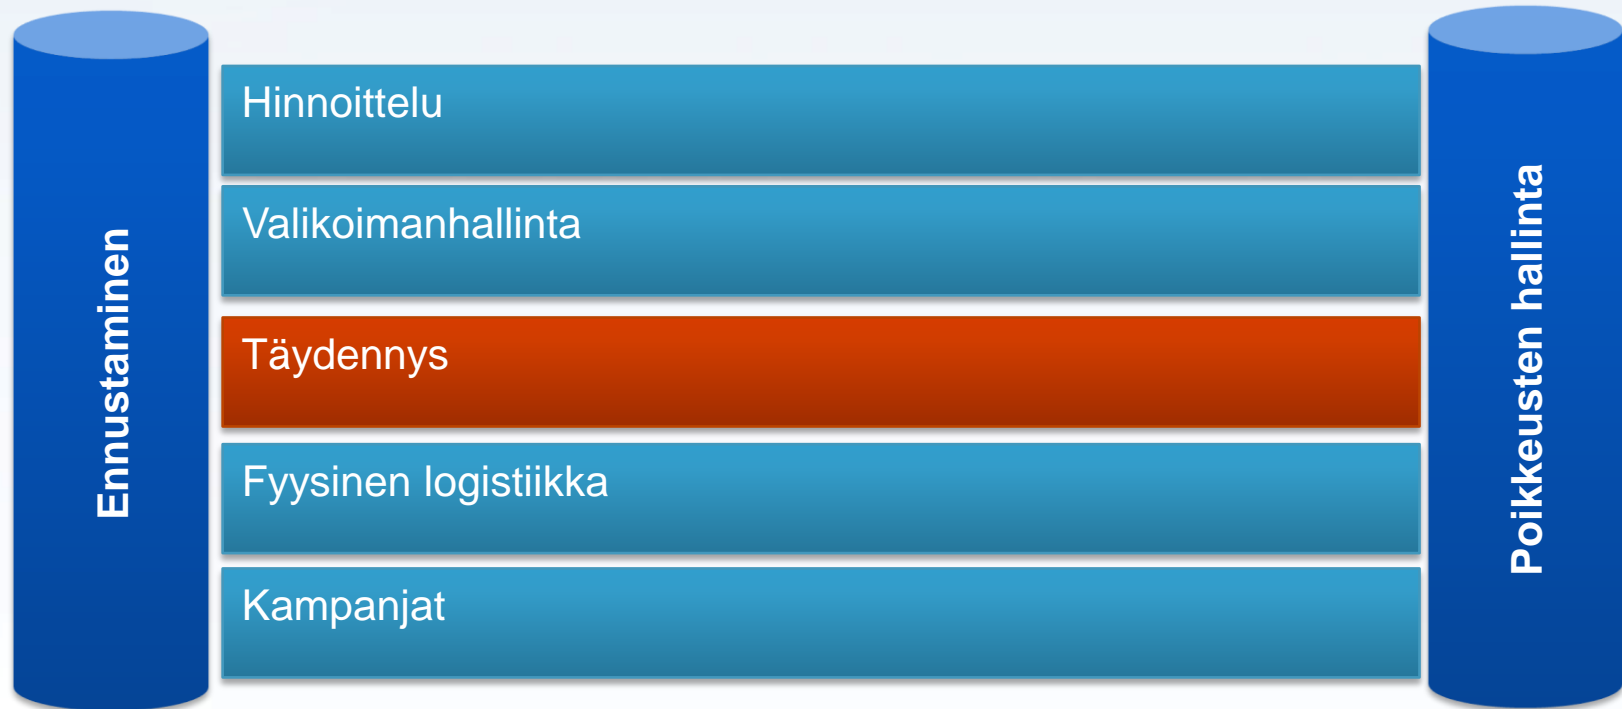 Ennustaminen
Hinnoittelu
Valikoimanhallinta
Täydennys
Fyysinen logistiikka
Kampanjat
Poikkeusten hallinta